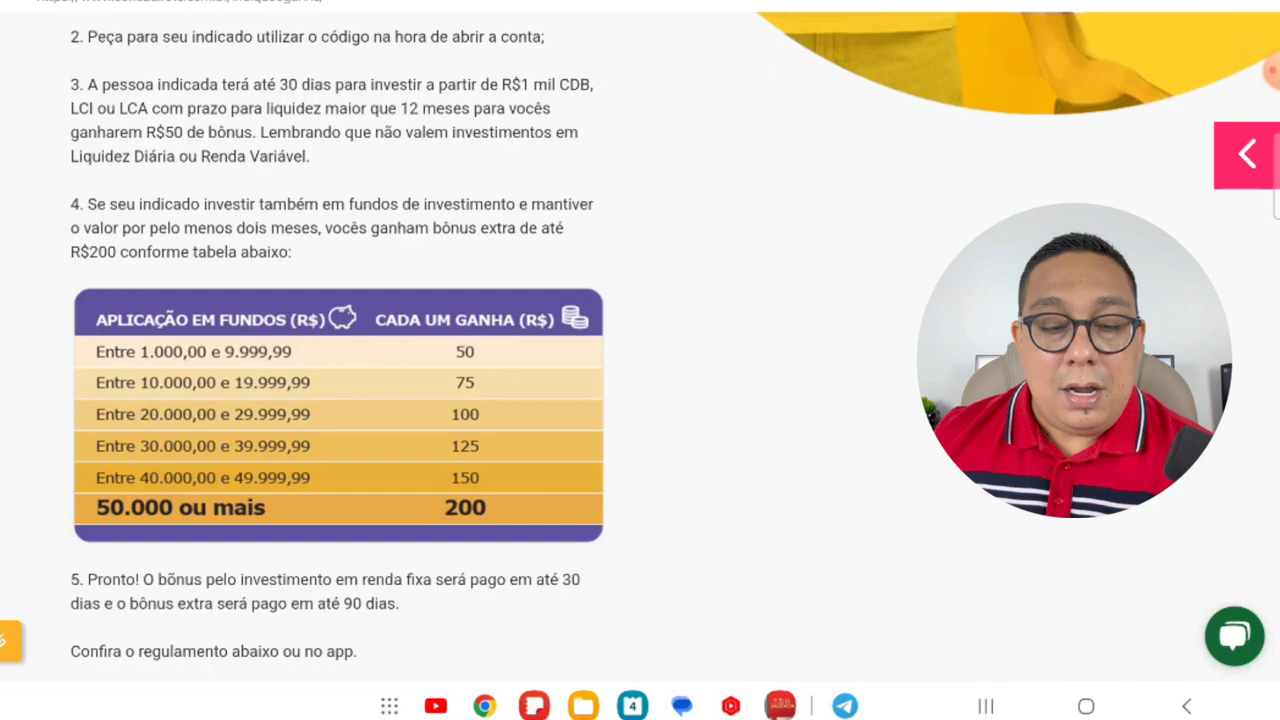 2. Peça para seu indicado utilizar o código na hora de abrir a conta;
3. A pessoa indicada terá até 30 dias para investir a partir de R$1 mil CDB,
LCI ou LCA com prazo para liquidez maior que 12 meses para vocês
ganharem R$50 de bônus. Lembrando que não valem investimentos em
Liquidez Diária ou Renda Variável.
4. Se seu indicado investir também em fundos de investimento e mantiver
o valor por pelo menos dois meses, vocês ganham bônus extra de até
R$200 conforme tabela abaixo:
APLICAÇÃO EM FUNDOS (R$) CADA UM GANHA (R$)
Entre 1.000,00 e 9.999,99 50
Entre 10.000,00 e 19.999,99 75
Entre 20.000,00 e 29.999,99 100
Entre 30.000,00 e 39.999,99 125
Entre 40.000,00 e 49.999,99 150
50.000 ou mais 200
5. Pronto! O bõnus pelo investimento em renda fixa será pago em até 30
dias e o bônus extra será pago em até 90 dias.
Confira o regulamento abaixo ou no app.
4